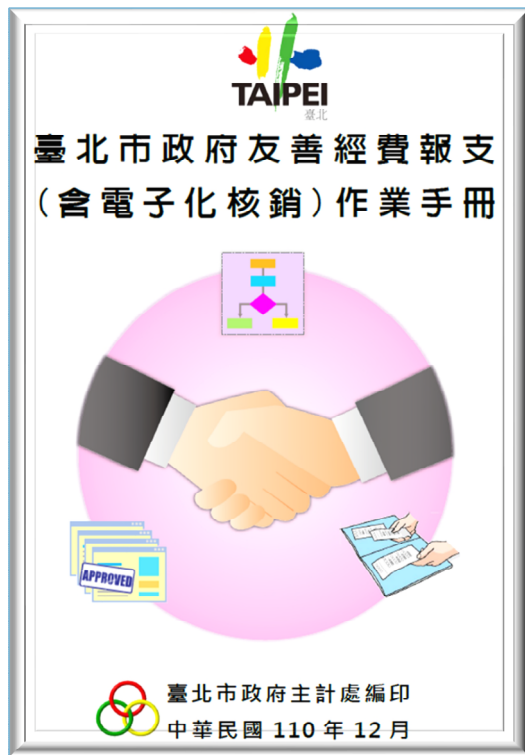 TAIPEI
臺北
臺北市政府友善經費報支
(含電子化核銷)作業手冊
APPROVED
臺北市政府主計處編印
中華民國 110 年 12 月